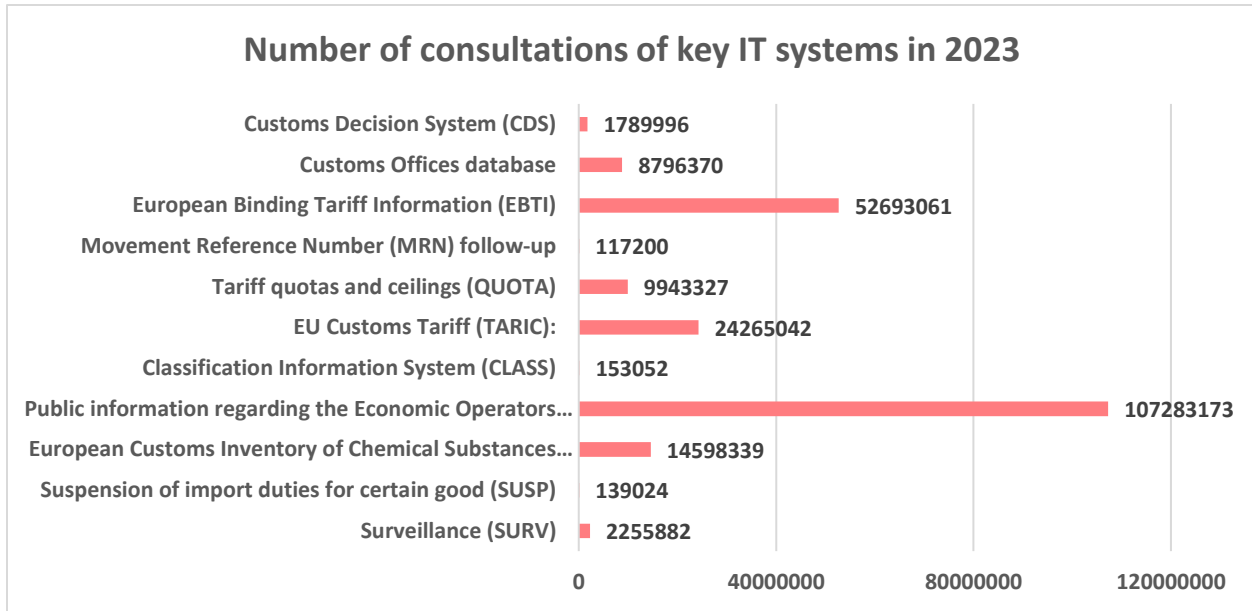 Number of consultations of key IT systems in 2023
Customs Decision System (CDS) 1789996
Customs Offices database 8796370
European Binding Tariff Information (EBTI) 52693061
Movement Reference Number (MRN) follow-up 117200
Tariff quotas and ceilings (QUOTA) 9943327
EU Customs Tariff (TARIC): 24265042
Classification Information System (CLASS) 153052
Public information regarding the Economic Operators... 107283173
European Customs Inventory of Chemical Substances... 14598339
Suspension of import duties for certain good (SUSP) 139024
Surveillance (SURV) 2255882
0 40000000 80000000 120000000